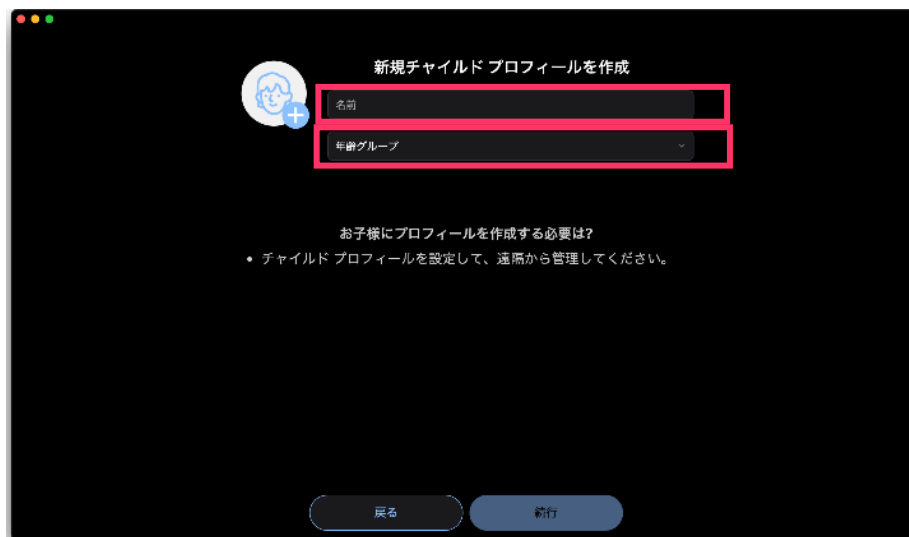 新規チャイルド プロフィールを作成
名前
年齢グループ
お子様にプロフィールを作成する必要は?
• チャイルド プロフィールを設定して、遠隔から管理してください。
戻る
続行